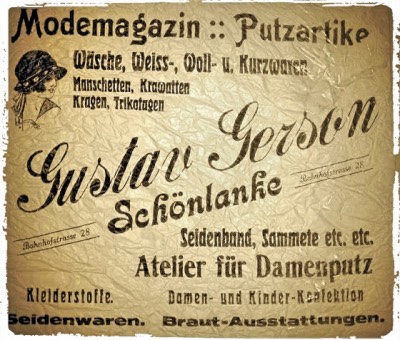 Modemagazin :: Putzartike
Wäsche, Weiss-, Woll- u. Kurzwaren
Manschetten, Krawatten
Kragen, Trikotagen
Gustav Gerson
Bahnhofstrasse 28
Schönlanke
Bahnhofstrasse 28
Seidenband, Sammete etc. etc.
Atelier für Damenputz
Kleiderstoffe. Damen- und Kinder-Konfektion
Seidenwaren. Braut-Ausstattungen.